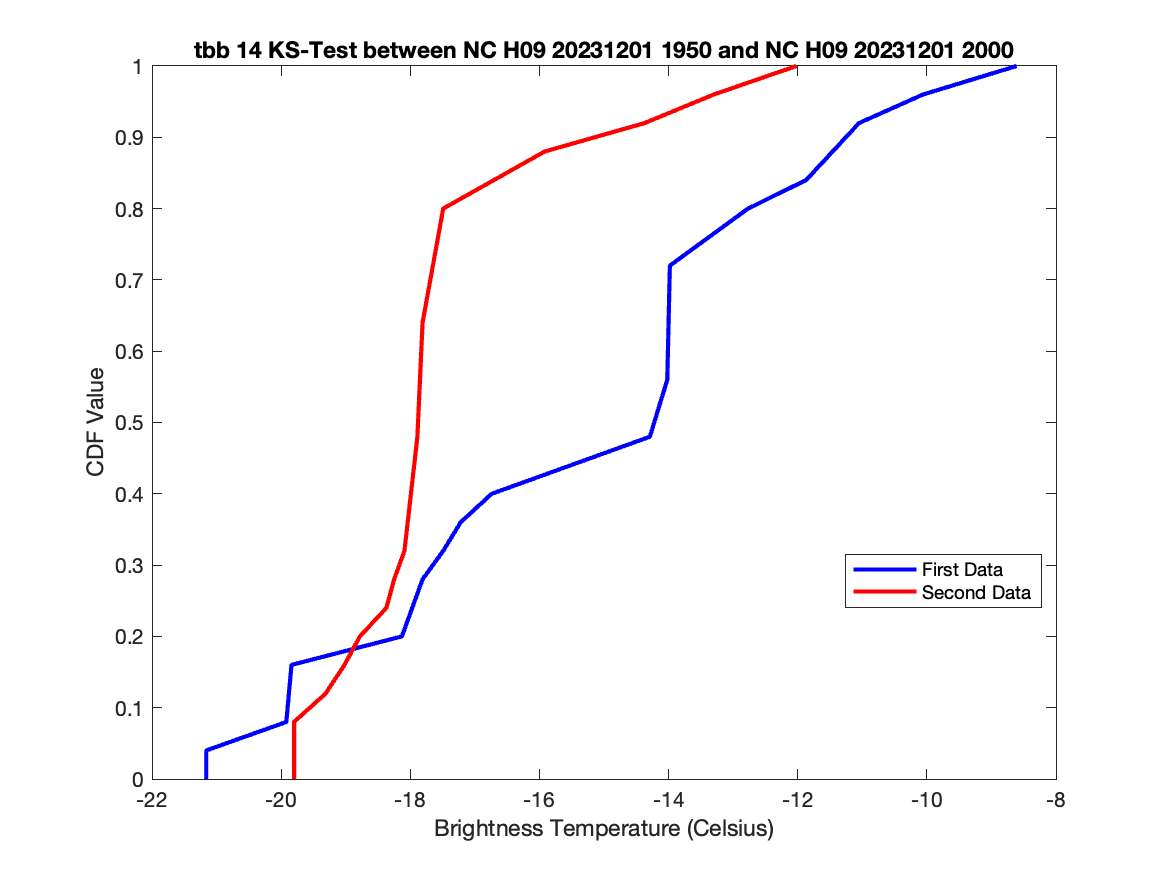 tbb 14 KS-Test between NC H09 20231201 1950 and NC H09 20231201 2000
1
0.9
0.8
0.7
0.6
0.5
0.4
0.3
0.2
0.1
0
CDF Value
First Data
Second Data
-22 -20 -18 -16 -14 -12 -10 -8
Brightness Temperature (Celsius)